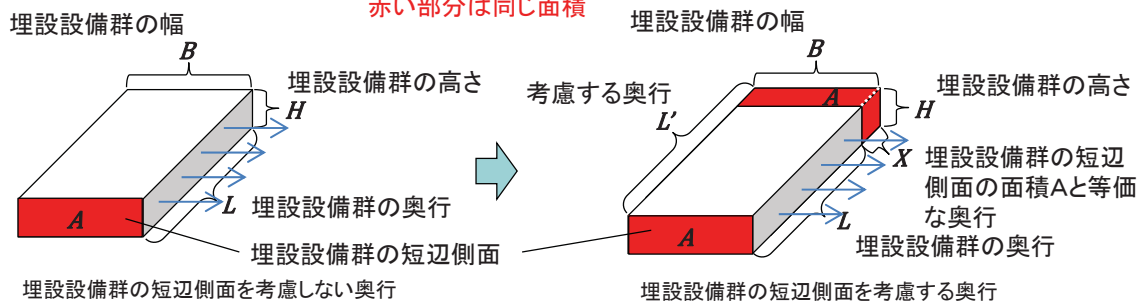 赤い部分は同じ面積
埋設設備群の幅
B
埋設設備群の高さ
H
L
埋設設備群の奥行
A
埋設設備群の短辺側面
埋設設備群の短辺側面を考慮しない奥行
埋設設備群の幅
B
考慮する奥行
A
埋設設備群の高さ
H
L'
X
埋設設備群の短辺
側面の面積Aと等価
な奥行
L
埋設設備群の奥行
A
埋設設備群の短辺側面を考慮する奥行